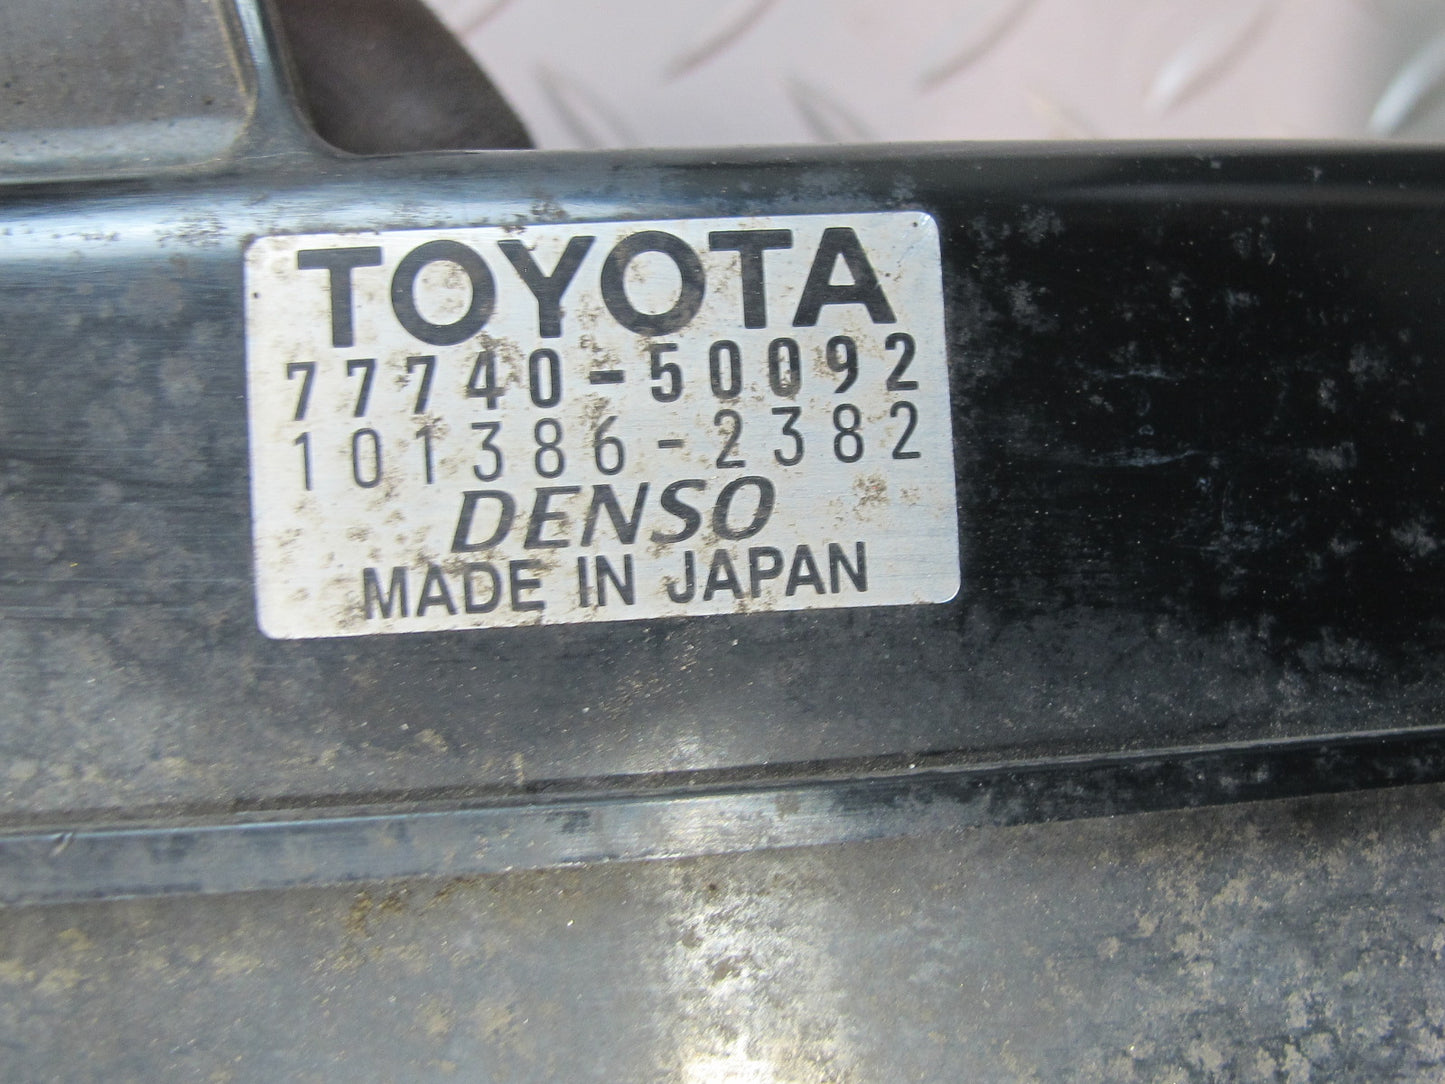 TOYOTA
77740-50092
101386-2382
DENSO
MADE IN JAPAN